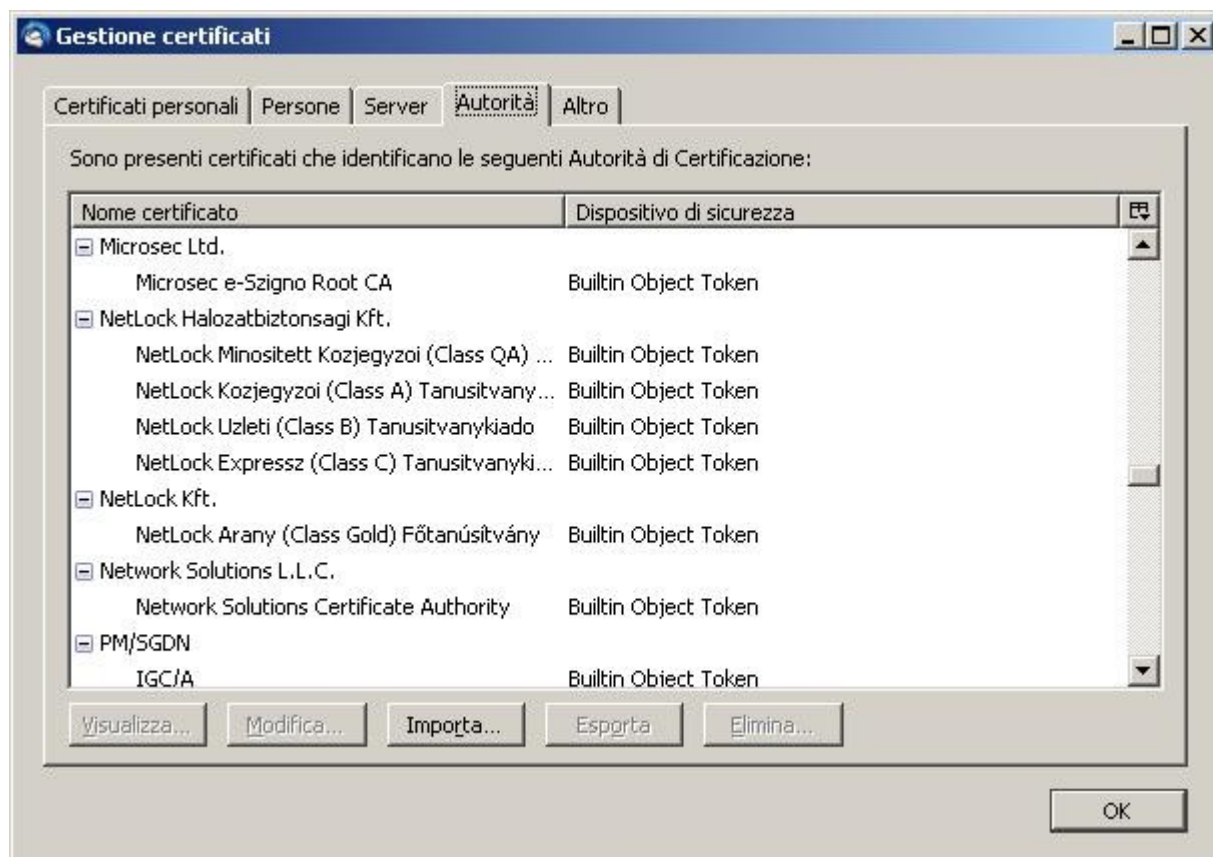 Gestione certificati
Certificati personali Persone Server Autorità Altro
Sono presenti certificati che identificano le seguenti Autorità di Certificazione:
Nome certificato Dispositivo di sicurezza
Microsec Ltd.
Microsec e-Szigno Root CA Builtin Object Token
NetLock Halozatbiztonsagi Kft.
NetLock Minositett Kozjegyzoi (Class QA) ... Builtin Object Token
NetLock Kozjegyzoi (Class A) Tanusitvany... Builtin Object Token
NetLock Uzleti (Class B) Tanusitvanykiado Builtin Object Token
NetLock Expressz (Class C) Tanusitvanyki... Builtin Object Token
NetLock Kft.
NetLock Arany (Class Gold) Főtanúsítvány Builtin Object Token
Network Solutions L.L.C.
Network Solutions Certificate Authority Builtin Object Token
PM/SGDN
IGC/A Builtin Object Token
Visualizza... Modifica... Importa... Esporta Elimina...
OK